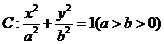 C: x²/a² + y²/b² = 1(a > b > 0)